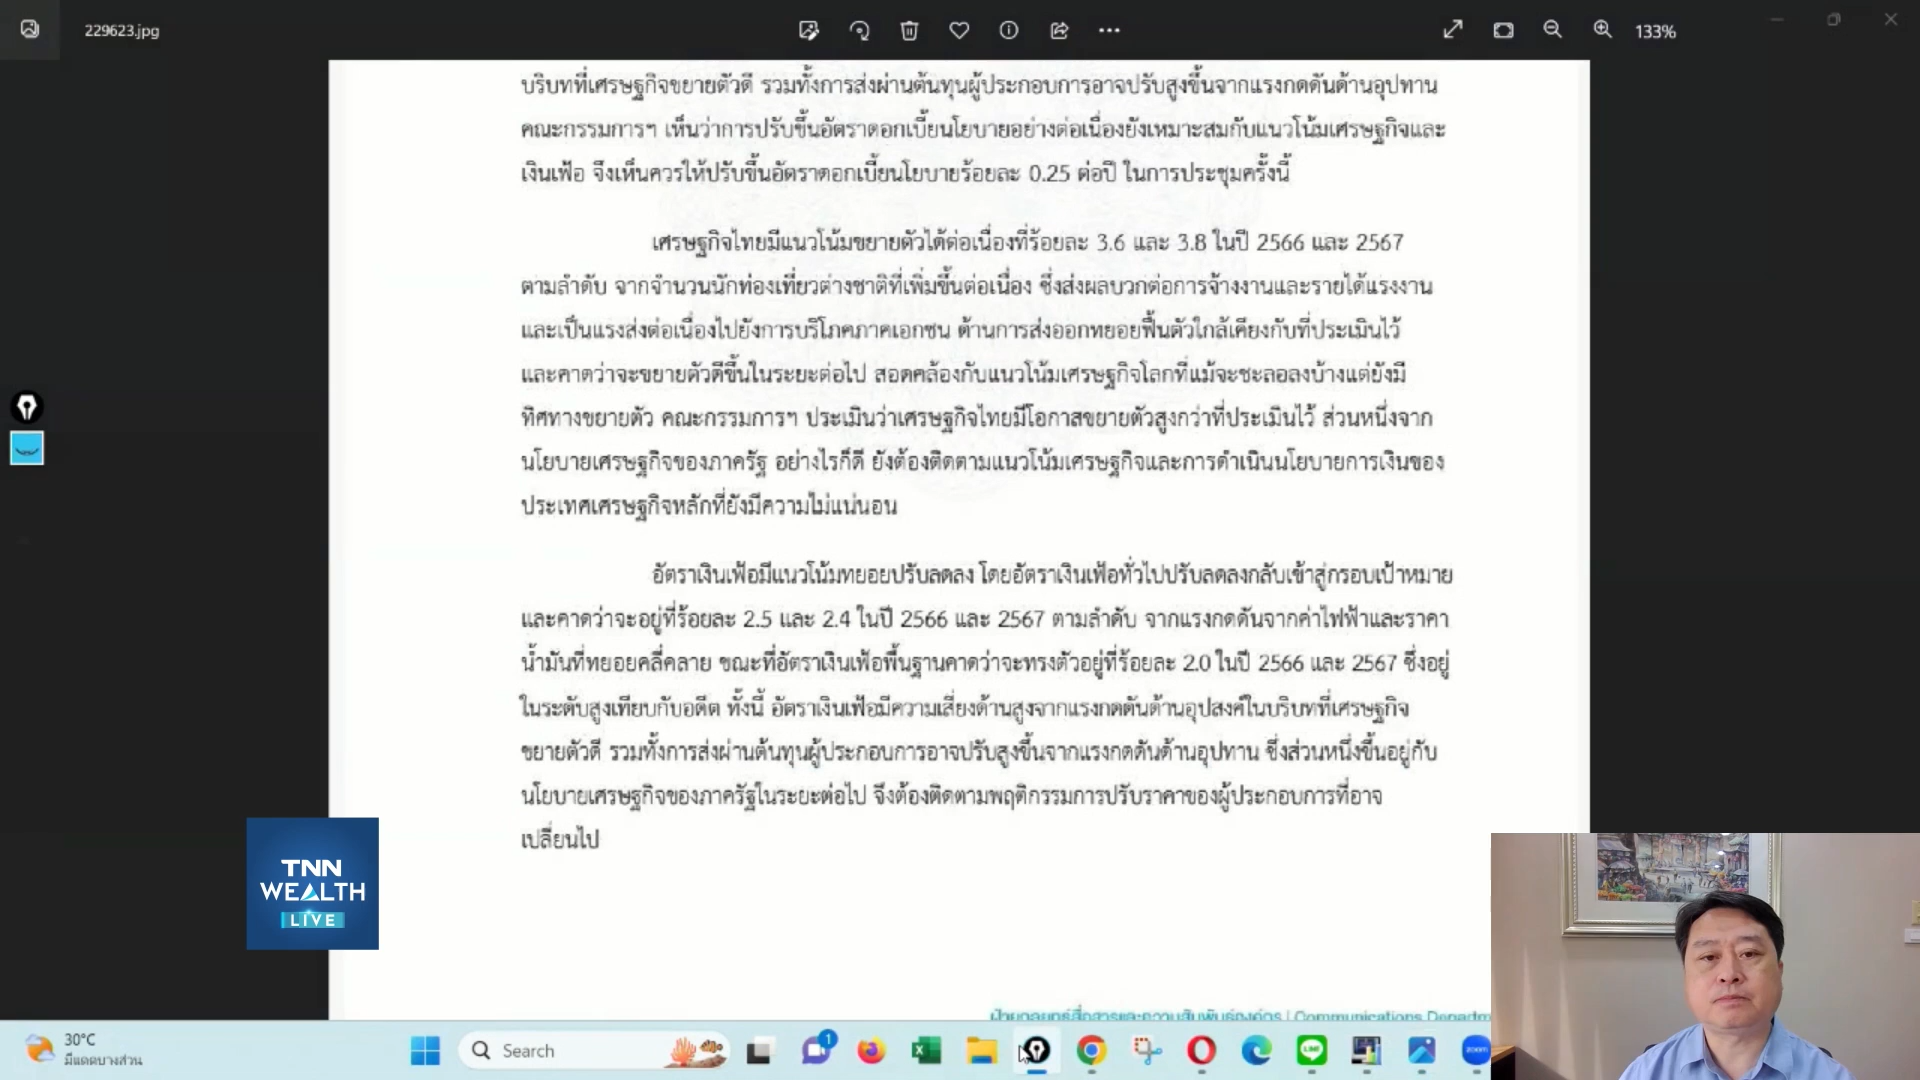 229623.jpg
133%
บริบทที่เศรษฐกิจขยายตัวดี รวมทั้งการส่งผ่านต้นทุนผู้ประกอบการอาจปรับสูงขึ้นจากแรงกดดันด้านอุปทาน
คณะกรรมการฯ เห็นว่าการปรับขึ้นอัตราดอกเบี้ยนโยบายอย่างต่อเนื่องยังเหมาะสมกับแนวโน้มเศรษฐกิจและ
เงินเฟ้อ จึงเห็นควรให้ปรับขึ้นอัตราดอกเบี้ยนโยบายร้อยละ 0.25 ต่อปี ในการประชุมครั้งนี้
เศรษฐกิจไทยมีแนวโน้มขยายตัวได้ต่อเนื่องที่ร้อยละ 3.6 และ 3.8 ในปี 2566 และ 2567
ตามลำดับ จากจำนวนนักท่องเที่ยวต่างชาติที่เพิ่มขึ้นต่อเนื่อง ซึ่งส่งผลบวกต่อการจ้างงานและรายได้แรงงาน
และเป็นแรงส่งต่อเนื่องไปยังการบริโภคภาคเอกชน ด้านการส่งออกทยอยฟื้นตัวใกล้เคียงกับที่ประเมินไว้
และคาดว่าจะขยายตัวดีขึ้นในระยะต่อไป สอดคล้องกับแนวโน้มเศรษฐกิจโลกที่แม้จะชะลอลงบ้างแต่ยังมี
ทิศทางขยายตัว คณะกรรมการฯ ประเมินว่าเศรษฐกิจไทยมีโอกาสขยายตัวสูงกว่าที่ประเมินไว้ ส่วนหนึ่งจาก
นโยบายเศรษฐกิจของภาครัฐ อย่างไรก็ดี ยังต้องติดตามแนวโน้มเศรษฐกิจและการดำเนินนโยบายการเงินของ
ประเทศเศรษฐกิจหลักที่ยังมีความไม่แน่นอน
อัตราเงินเฟ้อมีแนวโน้มทยอยปรับลดลง โดยอัตราเงินเฟ้อทั่วไปปรับลดลงกลับเข้าสู่กรอบเป้าหมาย
และคาดว่าจะอยู่ที่ร้อยละ 2.5 และ 2.4 ในปี 2566 และ 2567 ตามลำดับ จากแรงกดดันจากค่าไฟฟ้าและราคา
น้ำมันที่ทยอยคลี่คลาย ขณะที่อัตราเงินเฟ้อพื้นฐานคาดว่าจะทรงตัวอยู่ที่ร้อยละ 2.0 ในปี 2566 และ 2567 ซึ่งอยู่
ในระดับสูงเทียบกับอดีต ทั้งนี้ อัตราเงินเฟ้อมีความเสี่ยงด้านสูงจากแรงกดดันด้านอุปสงค์ในบริบทที่เศรษฐกิจ
ขยายตัวดี รวมทั้งการส่งผ่านต้นทุนผู้ประกอบการอาจปรับสูงขึ้นจากแรงกดดันด้านอุปทาน ซึ่งส่วนหนึ่งขึ้นอยู่กับ
นโยบายเศรษฐกิจของภาครัฐในระยะต่อไป จึงต้องติดตามพฤติกรรมการปรับราคาของผู้ประกอบการที่อาจ
เปลี่ยนไป
TNN
WEALTH
LIVE
ฝ่ายกลยุทธ์สื่อสารและความสัมพันธ์องค์กร | Communications
30°C
มีแดดบางส่วน
Search
1
LINE
zoom